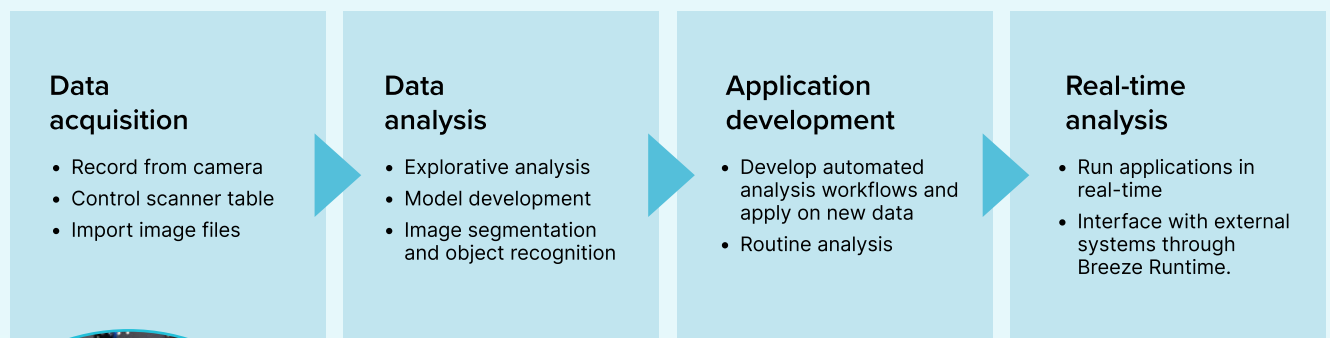 Data
acquisition
• Record from camera
• Control scanner table
• Import image files
Data
analysis
• Explorative analysis
• Model development
• Image segmentation
and object recognition
Application
development
• Develop automated
analysis workflows and
apply on new data
• Routine analysis
Real-time
analysis
• Run applications in
real-time
• Interface with external
systems through
Breeze Runtime.